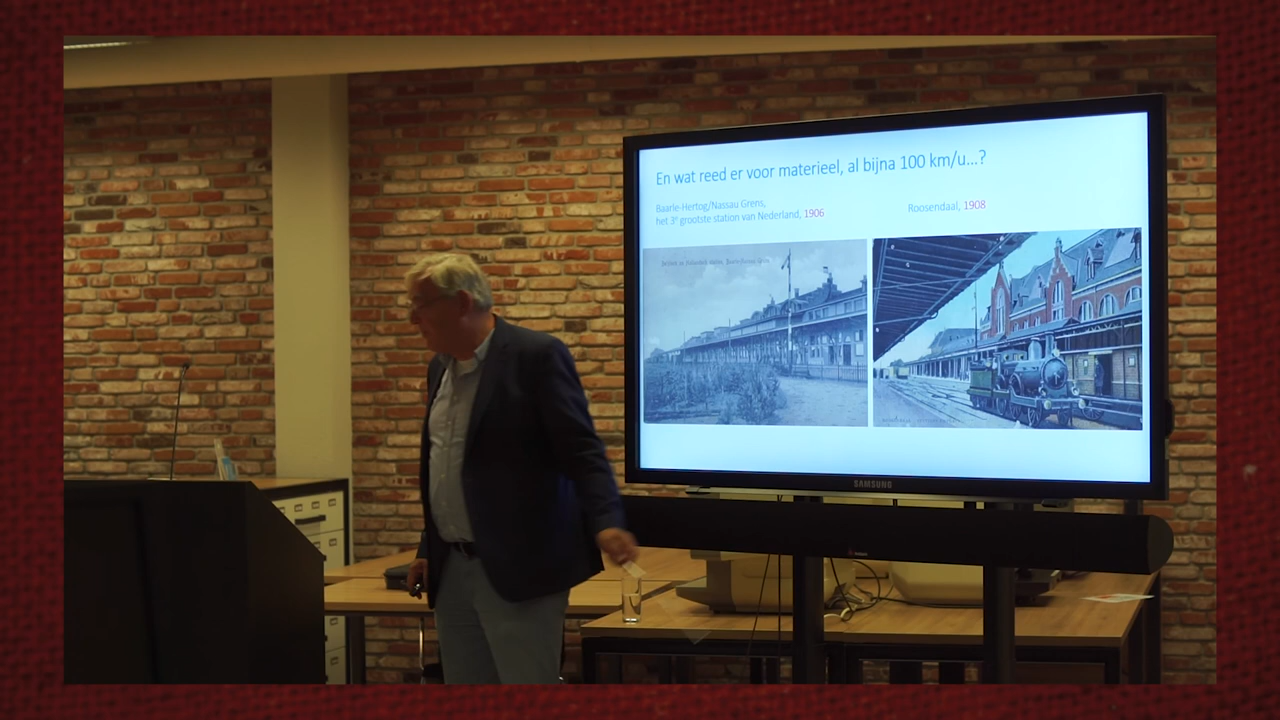 En wat reed er voor materieel, al bijna 100 km/u...?
Baarle-Hertog/Nassau Grens,
het 3e grootste station van Nederland, 1906
Roosendaal, 1908
SAMSUNG